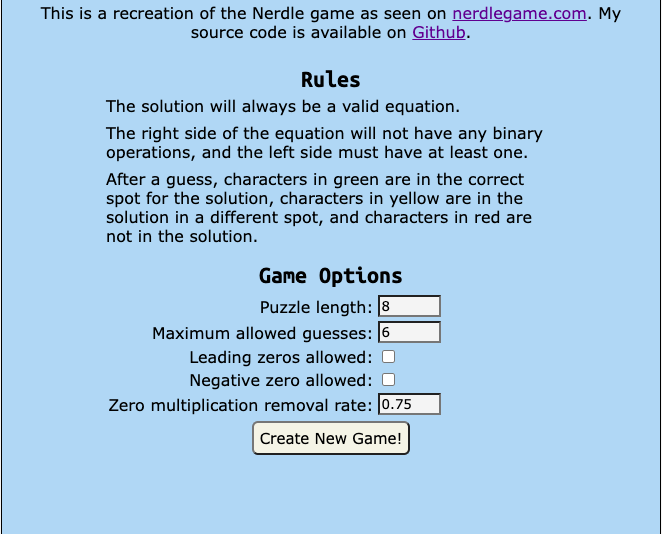 This is a recreation of the Nerdle game as seen on nerdlegame.com. My
source code is available on Github.
Rules
The solution will always be a valid equation.
The right side of the equation will not have any binary
operations, and the left side must have at least one.
After a guess, characters in green are in the correct
spot for the solution, characters in yellow are in the
solution in a different spot, and characters in red are
not in the solution.
Game Options
Puzzle length: 8
Maximum allowed guesses: 6
Leading zeros allowed:
Negative zero allowed:
Zero multiplication removal rate: 0.75
Create New Game!